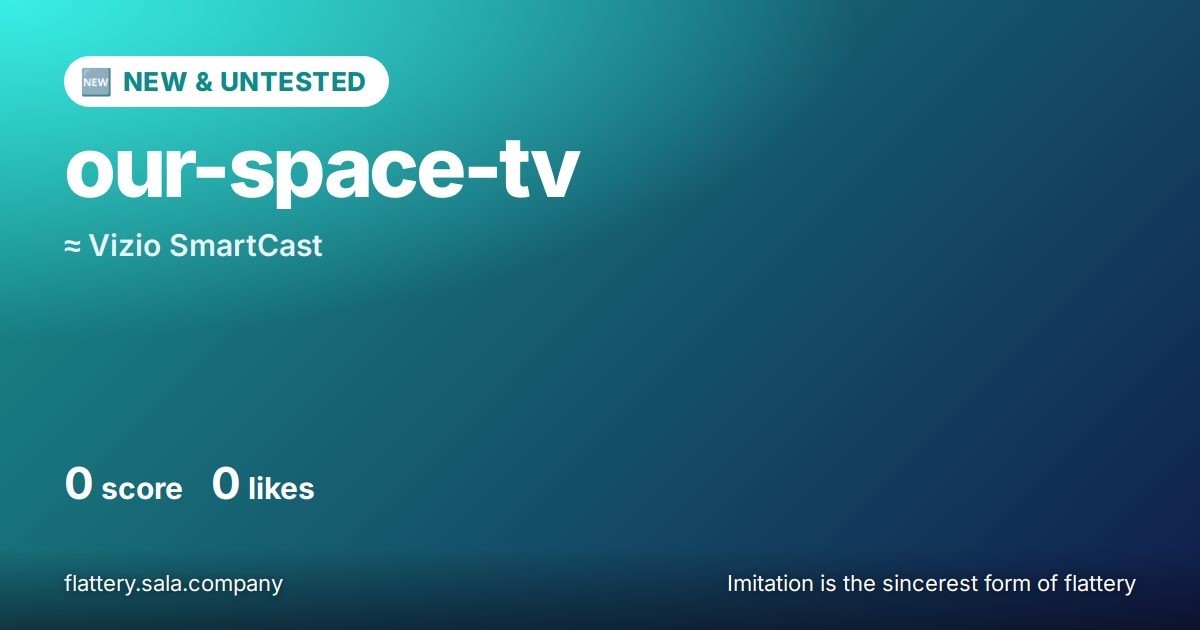 🆕 NEW & UNTESTED
our-space-tv
≈ Vizio SmartCast
0 score 0 likes
flattery.sala.company
Imitation is the sincerest form of flattery